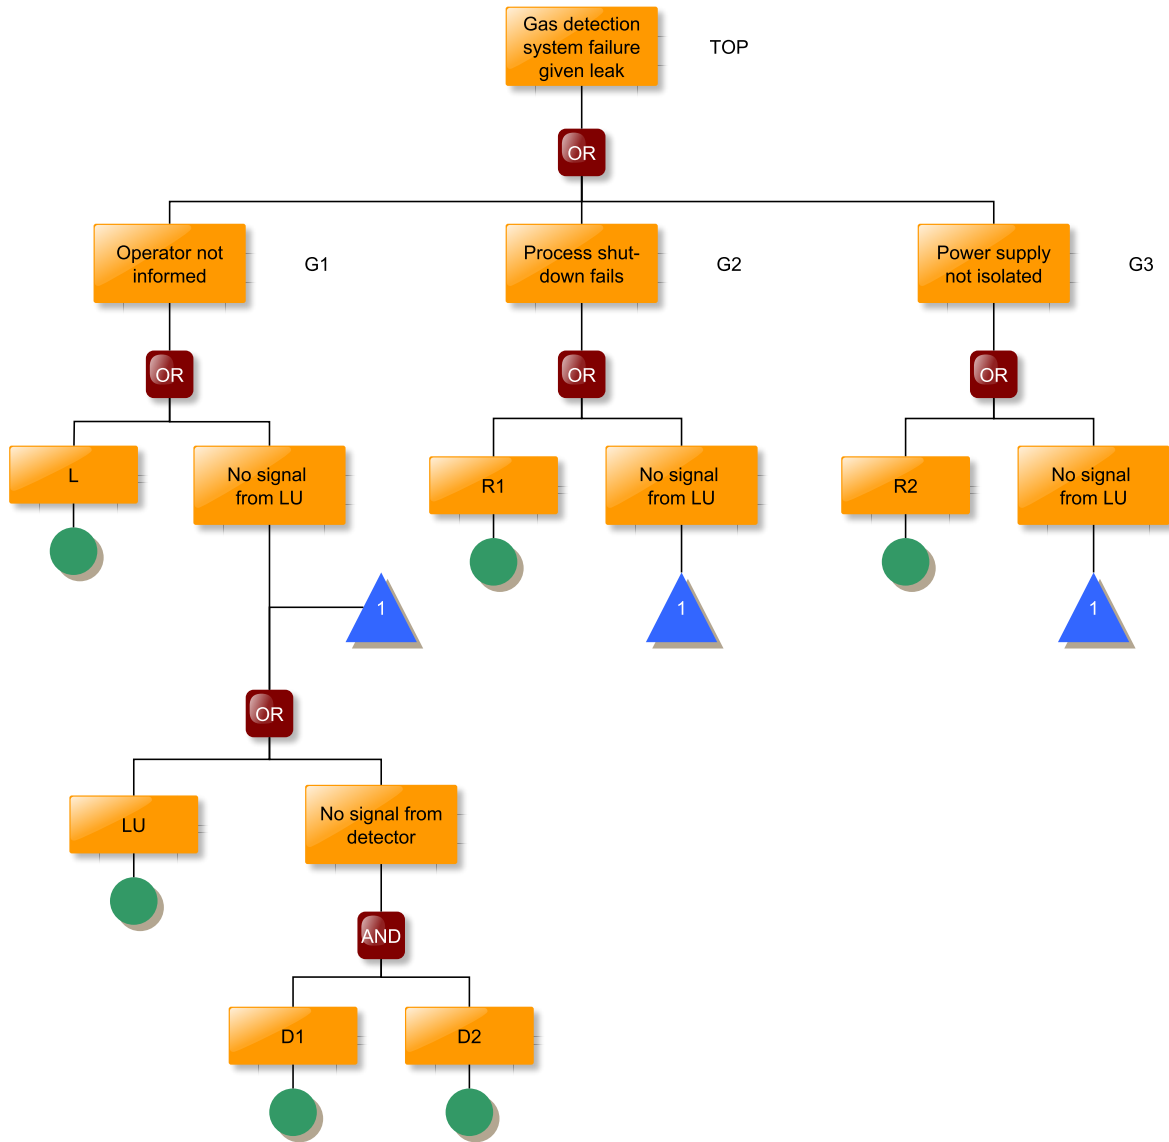 Gas detection
system failure
given leak
TOP
OR
Operator not
informed
G1
Process shut-
down fails
G2
Power supply
not isolated
G3
OR
OR
OR
L
No signal
from LU
R1
No signal
from LU
R2
No signal
from LU
1
1
1
OR
LU
No signal from
detector
AND
D1
D2